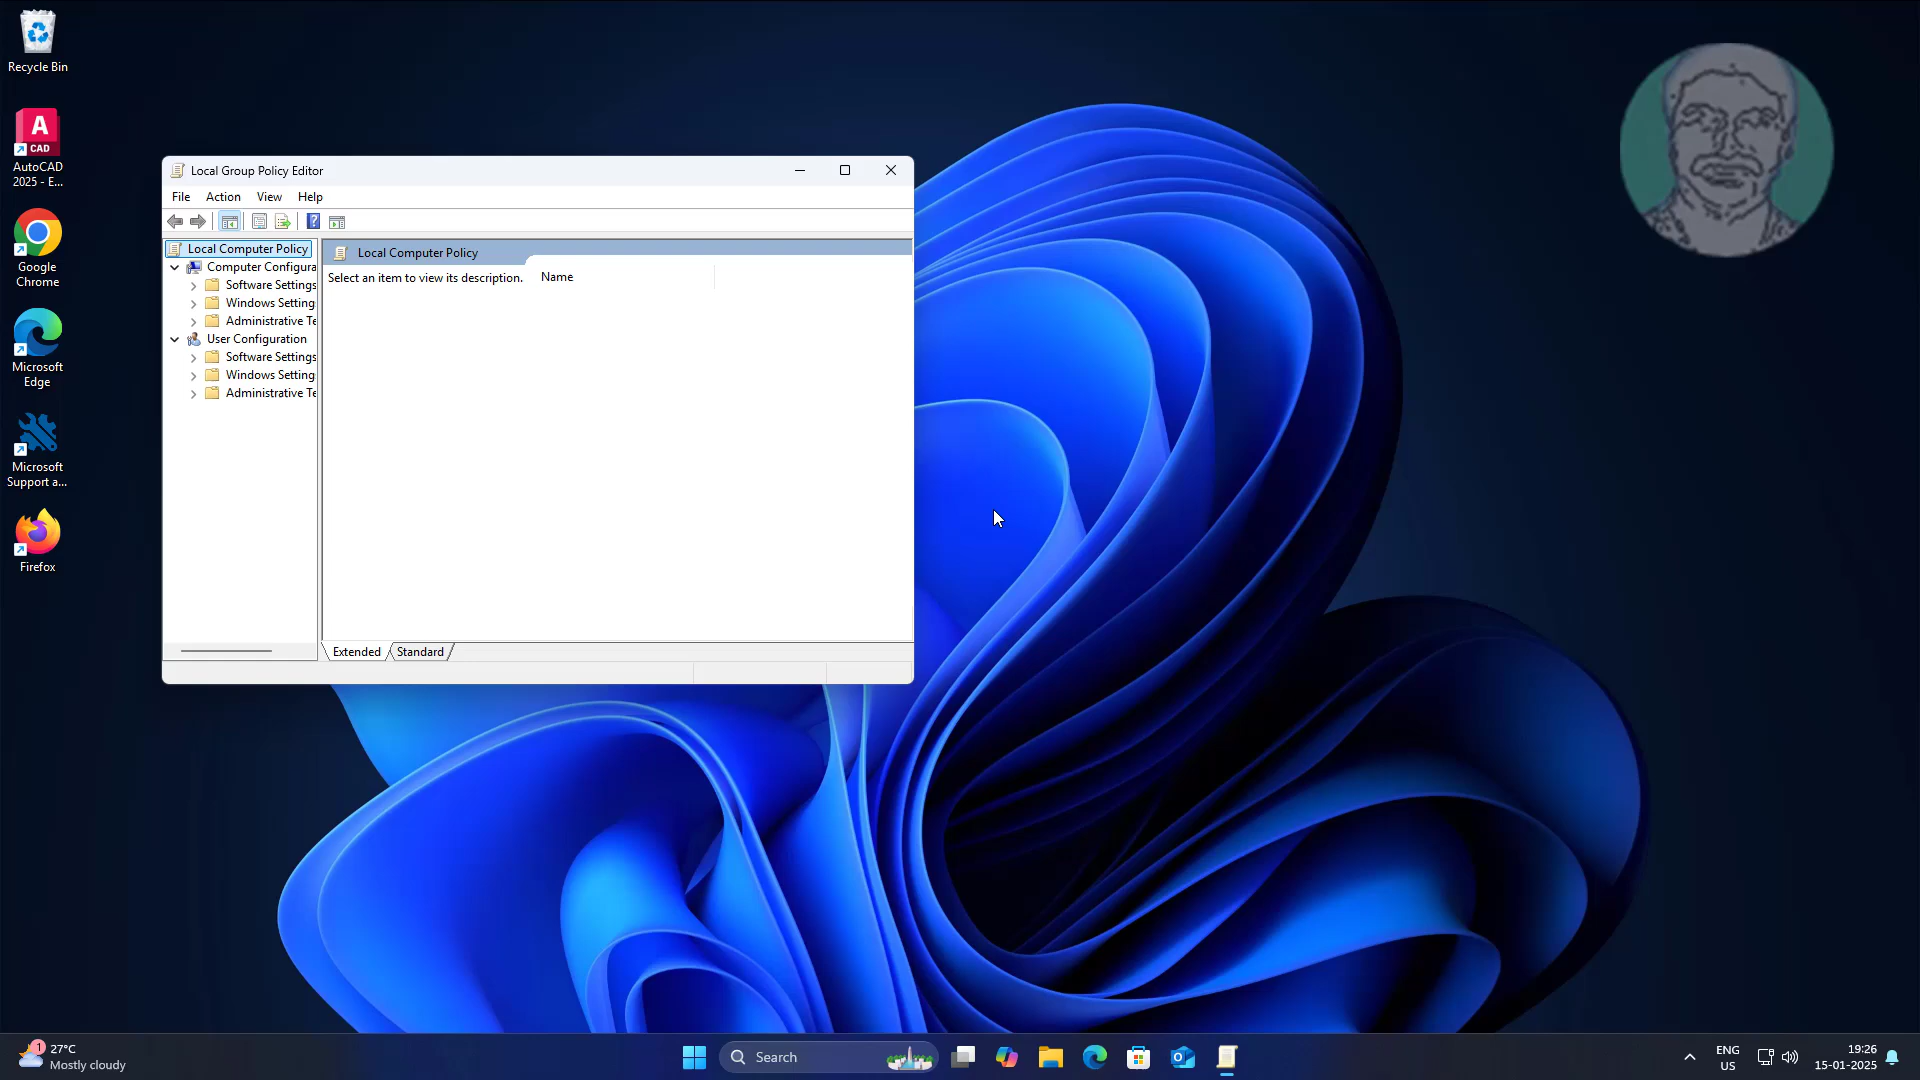 Recycle Bin
A
CAD
AutoCAD
2025 - E...
Google
Chrome
Microsoft
Edge
Microsoft
Support a...
Firefox
Local Group Policy Editor
File Action View Help
Local Computer Policy
Computer Configura
Software Settings
Windows Setting
Administrative Te
User Configuration
Software Settings
Windows Setting
Administrative Te
Local Computer Policy
Select an item to view its description.
Name
Extended
Standard
1
27°C
Mostly cloudy
Search
ENG
US
19:26
15-01-2025